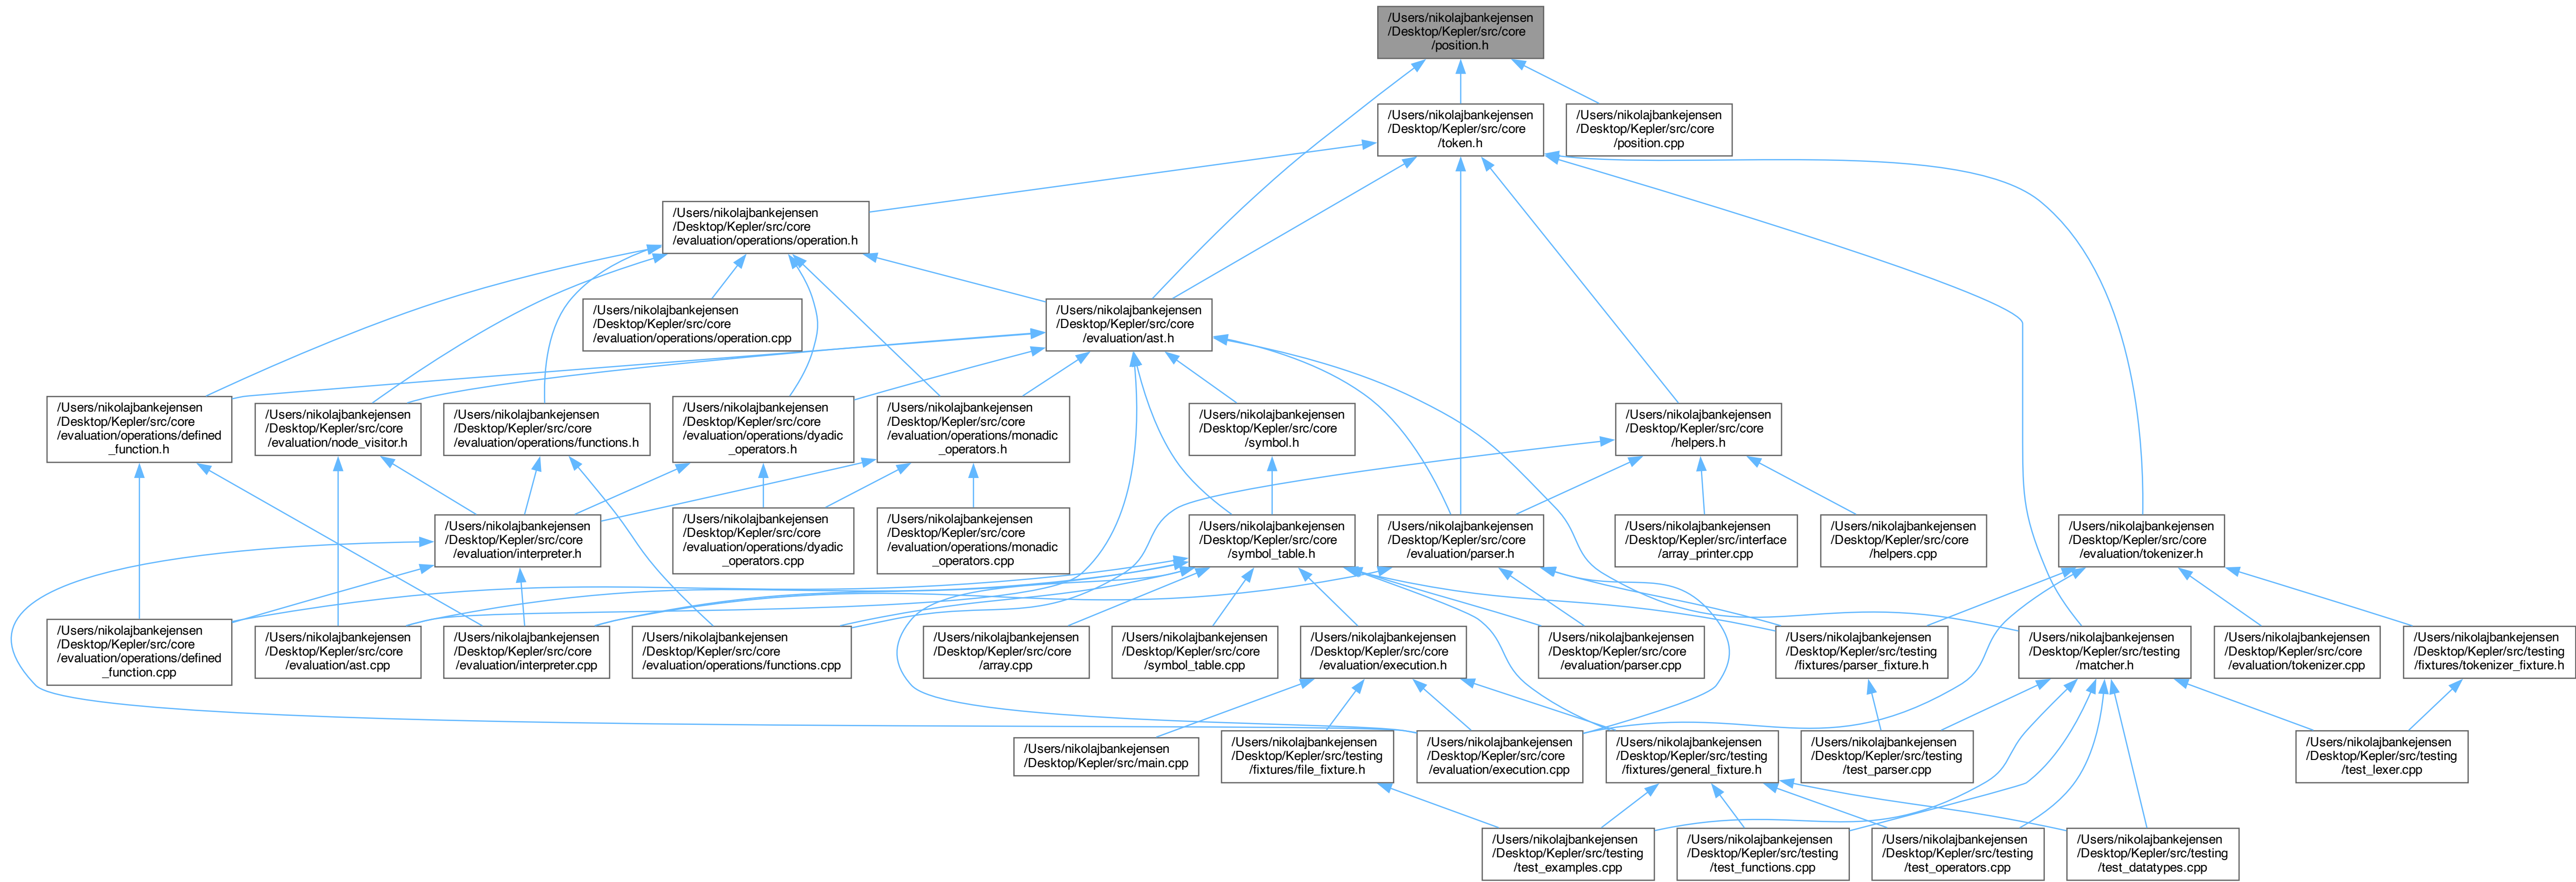 /Users/nikolajbankejensen
/Desktop/Kepler/src/core
/position.h
/Users/nikolajbankejensen
/Desktop/Kepler/src/core
/token.h
/Users/nikolajbankejensen
/Desktop/Kepler/src/core
/position.cpp
/Users/nikolajbankejensen
/Desktop/Kepler/src/core
/evaluation/operations/operation.h
/Users/nikolajbankejensen
/Desktop/Kepler/src/core
/evaluation/operations/operation.cpp
/Users/nikolajbankejensen
/Desktop/Kepler/src/core
/evaluation/ast.h
/Users/nikolajbankejensen
/Desktop/Kepler/src/core
/evaluation/operations/defined
_function.h
/Users/nikolajbankejensen
/Desktop/Kepler/src/core
/evaluation/node_visitor.h
/Users/nikolajbankejensen
/Desktop/Kepler/src/core
/evaluation/operations/functions.h
/Users/nikolajbankejensen
/Desktop/Kepler/src/core
/evaluation/operations/dyadic
_operators.h
/Users/nikolajbankejensen
/Desktop/Kepler/src/core
/evaluation/operations/monadic
_operators.h
/Users/nikolajbankejensen
/Desktop/Kepler/src/core
/symbol.h
/Users/nikolajbankejensen
/Desktop/Kepler/src/core
/helpers.h
/Users/nikolajbankejensen
/Desktop/Kepler/src/core
/evaluation/interpreter.h
/Users/nikolajbankejensen
/Desktop/Kepler/src/core
/evaluation/operations/dyadic
_operators.cpp
/Users/nikolajbankejensen
/Desktop/Kepler/src/core
/evaluation/operations/monadic
_operators.cpp
/Users/nikolajbankejensen
/Desktop/Kepler/src/core
/symbol_table.h
/Users/nikolajbankejensen
/Desktop/Kepler/src/core
/evaluation/parser.h
/Users/nikolajbankejensen
/Desktop/Kepler/src/interface
/array_printer.cpp
/Users/nikolajbankejensen
/Desktop/Kepler/src/core
/helpers.cpp
/Users/nikolajbankejensen
/Desktop/Kepler/src/core
/evaluation/tokenizer.h
/Users/nikolajbankejensen
/Desktop/Kepler/src/core
/evaluation/operations/defined
_function.cpp
/Users/nikolajbankejensen
/Desktop/Kepler/src/core
/evaluation/ast.cpp
/Users/nikolajbankejensen
/Desktop/Kepler/src/core
/evaluation/interpreter.cpp
/Users/nikolajbankejensen
/Desktop/Kepler/src/core
/evaluation/operations/functions.cpp
/Users/nikolajbankejensen
/Desktop/Kepler/src/core
/array.cpp
/Users/nikolajbankejensen
/Desktop/Kepler/src/core
/symbol_table.cpp
/Users/nikolajbankejensen
/Desktop/Kepler/src/core
/evaluation/execution.h
/Users/nikolajbankejensen
/Desktop/Kepler/src/core
/evaluation/parser.cpp
/Users/nikolajbankejensen
/Desktop/Kepler/src/testing
/fixtures/parser_fixture.h
/Users/nikolajbankejensen
/Desktop/Kepler/src/testing
/matcher.h
/Users/nikolajbankejensen
/Desktop/Kepler/src/core
/evaluation/tokenizer.cpp
/Users/nikolajbankejensen
/Desktop/Kepler/src/testing
/fixtures/tokenizer_fixture.h
/Users/nikolajbankejensen
/Desktop/Kepler/src/main.cpp
/Users/nikolajbankejensen
/Desktop/Kepler/src/testing
/fixtures/file_fixture.h
/Users/nikolajbankejensen
/Desktop/Kepler/src/core
/evaluation/execution.cpp
/Users/nikolajbankejensen
/Desktop/Kepler/src/testing
/fixtures/general_fixture.h
/Users/nikolajbankejensen
/Desktop/Kepler/src/testing
/test_parser.cpp
/Users/nikolajbankejensen
/Desktop/Kepler/src/testing
/test_lexer.cpp
/Users/nikolajbankejensen
/Desktop/Kepler/src/testing
/test_examples.cpp
/Users/nikolajbankejensen
/Desktop/Kepler/src/testing
/test_functions.cpp
/Users/nikolajbankejensen
/Desktop/Kepler/src/testing
/test_operators.cpp
/Users/nikolajbankejensen
/Desktop/Kepler/src/testing
/test_datatypes.cpp